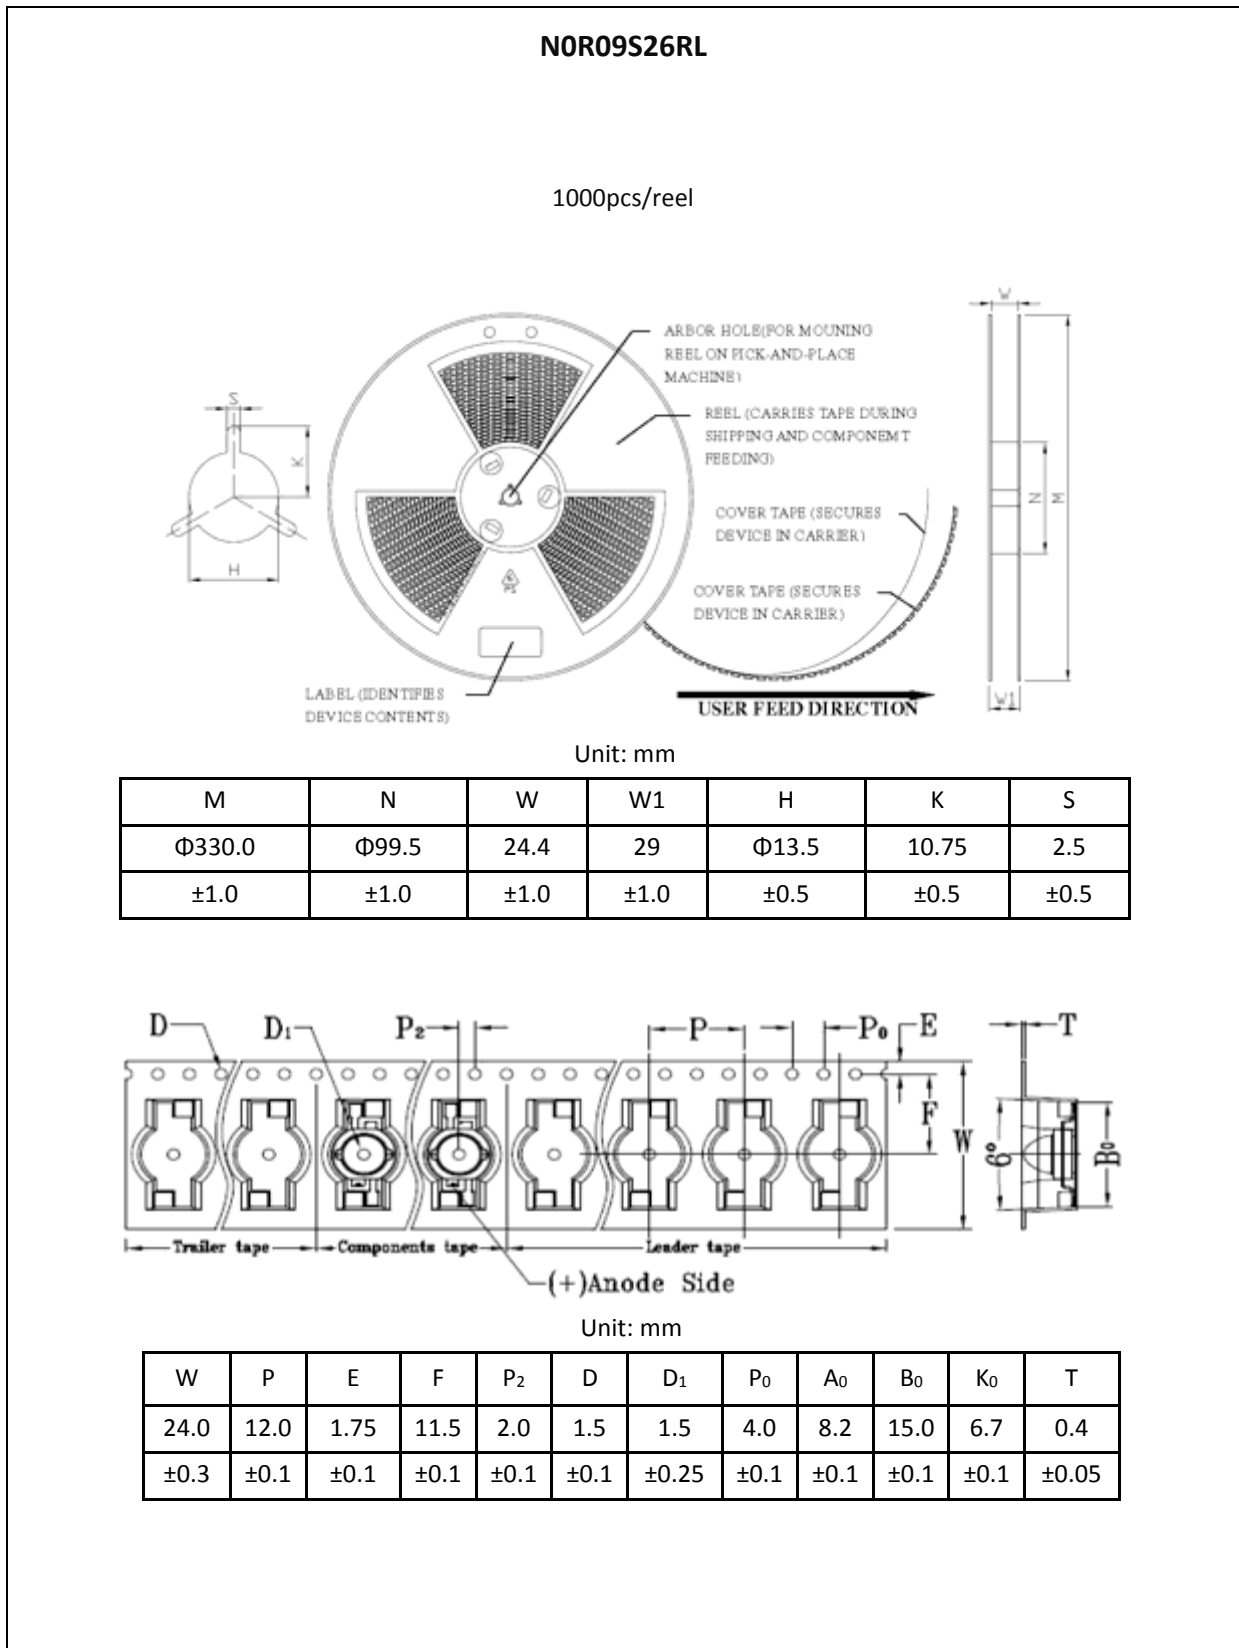 N0R09S26RL
1000pcs/reel
ARBOR HOLE(FOR MOUNING
REEL ON PICK-AND-PLACE
MACHINE)
REEL (CARRIES TAPE DURING
SHIPPING AND COMPONEMT
FEEDING)
COVER TAPE (SECURES
DEVICE IN CARRIER)
COVER TAPE (SECURES
DEVICE IN CARRIER)
LABEL (IDENTIFIES
DEVICE CONTENTS)
USER FEED DIRECTION
S
K
H
PS
W
N
M
W1
Unit: mm
M N W W1 H K S
Φ330.0 Φ99.5 24.4 29 Φ13.5 10.75 2.5
±1.0 ±1.0 ±1.0 ±1.0 ±0.5 ±0.5 ±0.5
D D₁ P₂ P P₀ E T
F
W
6°
B₀
Trailer tape Components tape Leader tape
(+)Anode Side
Unit: mm
W P E F P₂ D D₁ P₀ A₀ B₀ K₀ T
24.0 12.0 1.75 11.5 2.0 1.5 1.5 4.0 8.2 15.0 6.7 0.4
±0.3 ±0.1 ±0.1 ±0.1 ±0.1 ±0.1 ±0.25 ±0.1 ±0.1 ±0.1 ±0.1 ±0.05